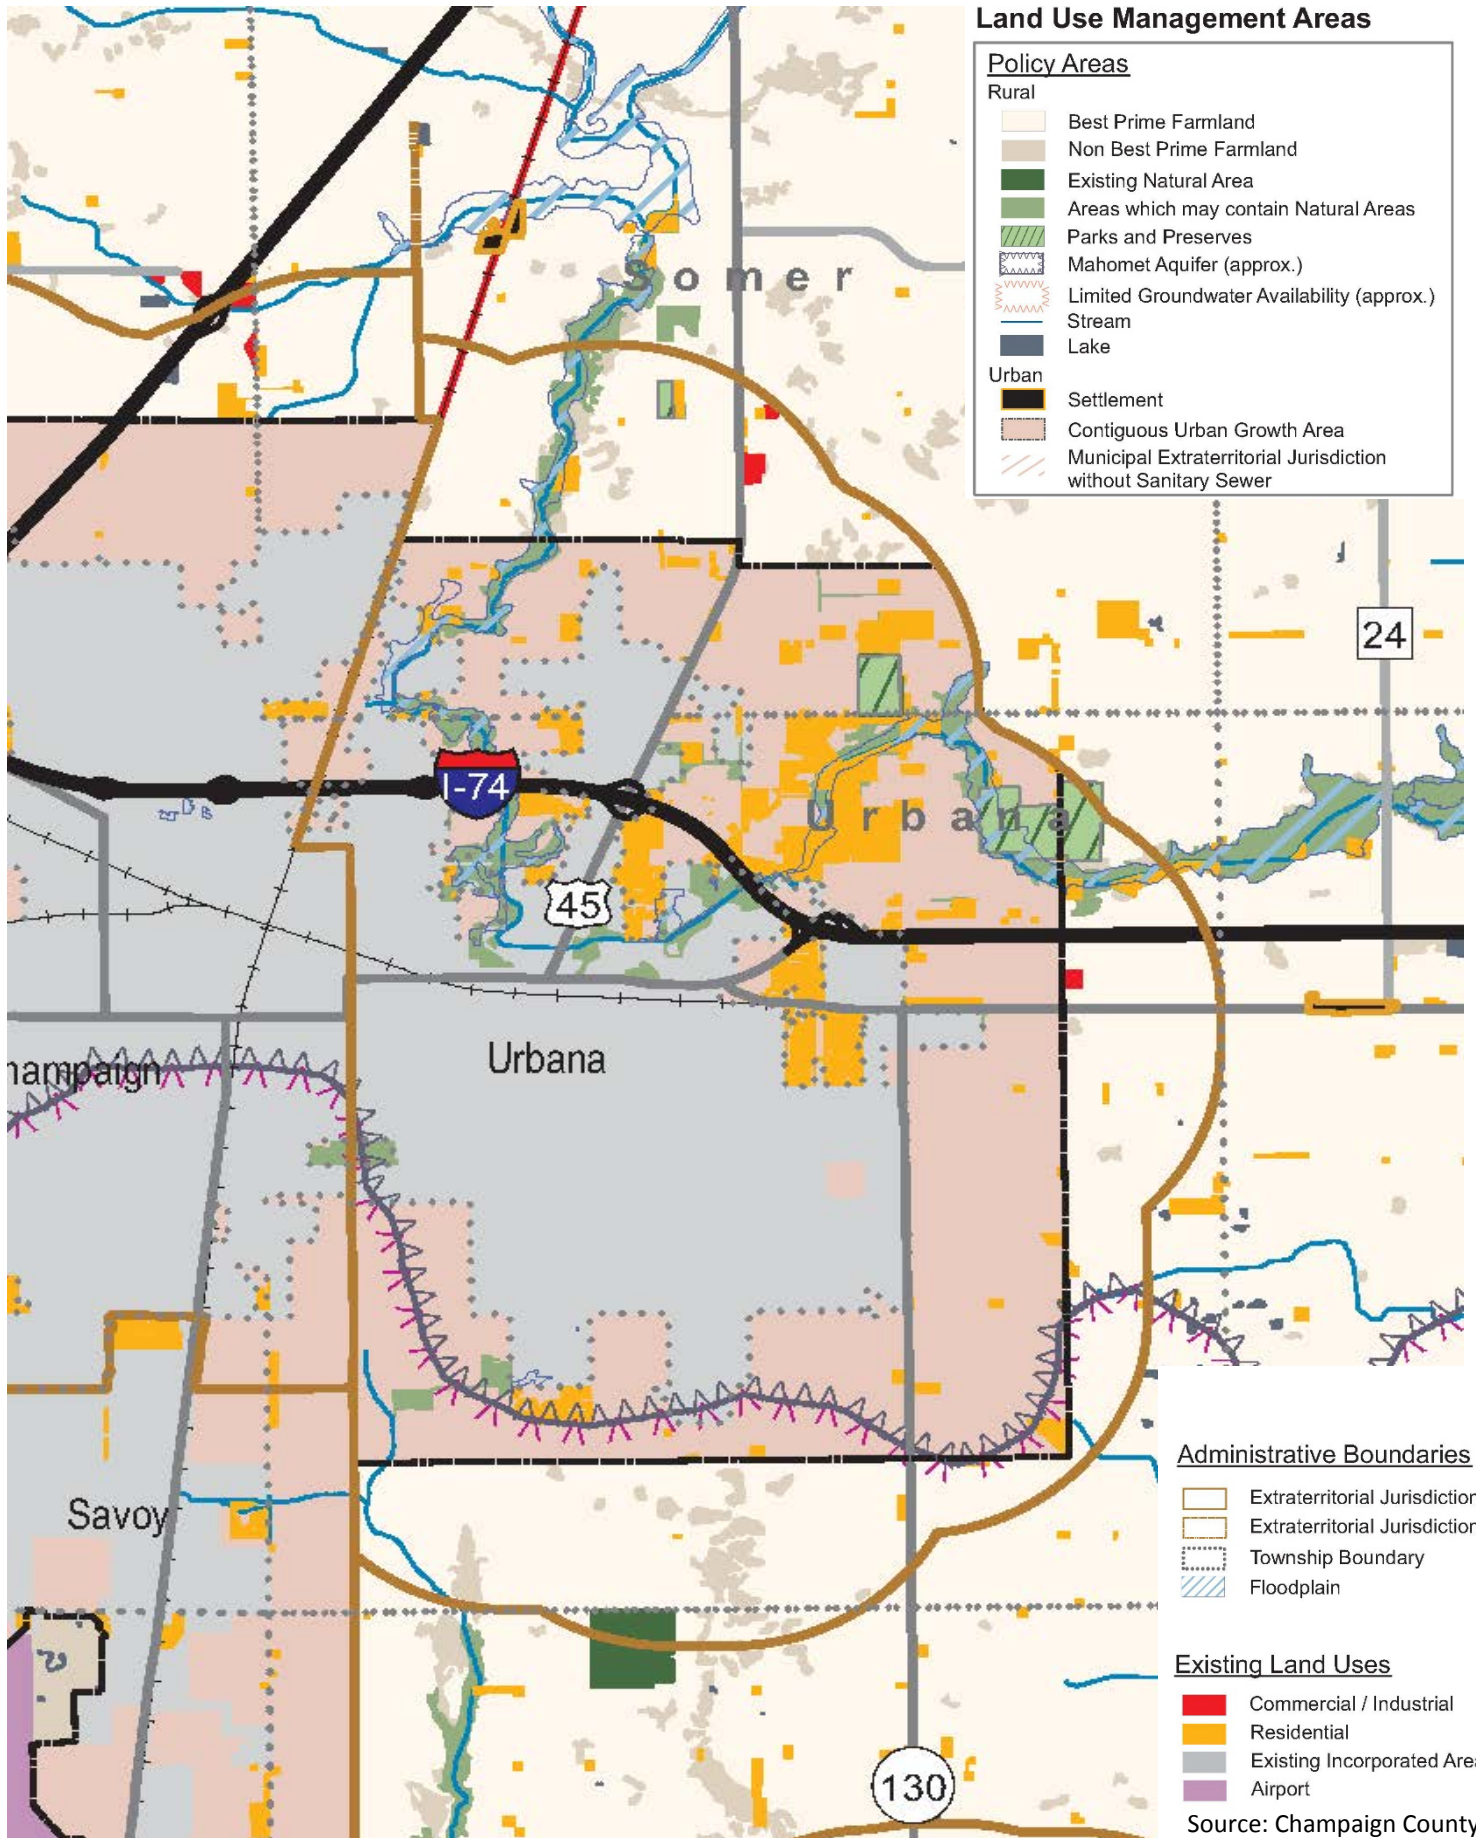 Land Use Management Areas
Policy Areas
Rural
Best Prime Farmland
Non Best Prime Farmland
Existing Natural Area
Areas which may contain Natural Areas
Parks and Preserves
Mahomet Aquifer (approx.)
Limited Groundwater Availability (approx.)
Stream
Lake
Urban
Settlement
Contiguous Urban Growth Area
Municipal Extraterritorial Jurisdiction
without Sanitary Sewer
Somer
24
I-74
Urbana
45
Urbana
hampaign
Savoy
130
Administrative Boundaries
Extraterritorial Jurisdiction
Extraterritorial Jurisdiction
Township Boundary
Floodplain
Existing Land Uses
Commercial / Industrial
Residential
Existing Incorporated Area
Airport
Source: Champaign County